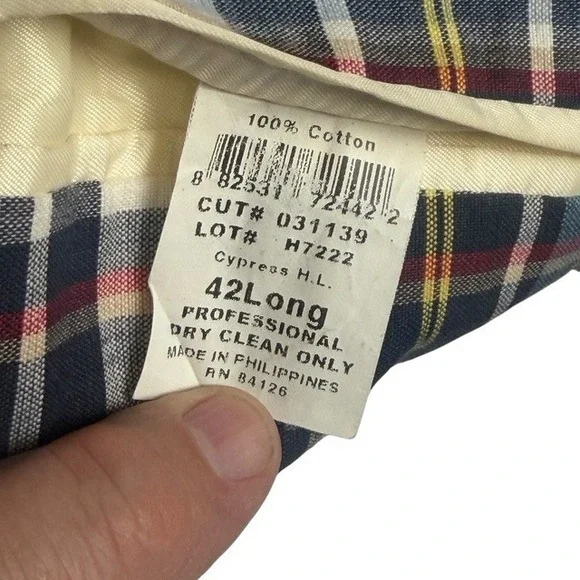 100% Cotton
8 82531 72442 2
CUT# 031139
LOT# H7222
Cypress H.L.
42Long
PROFESSIONAL
DRY CLEAN ONLY
MADE IN PHILIPPINES
RN 84126